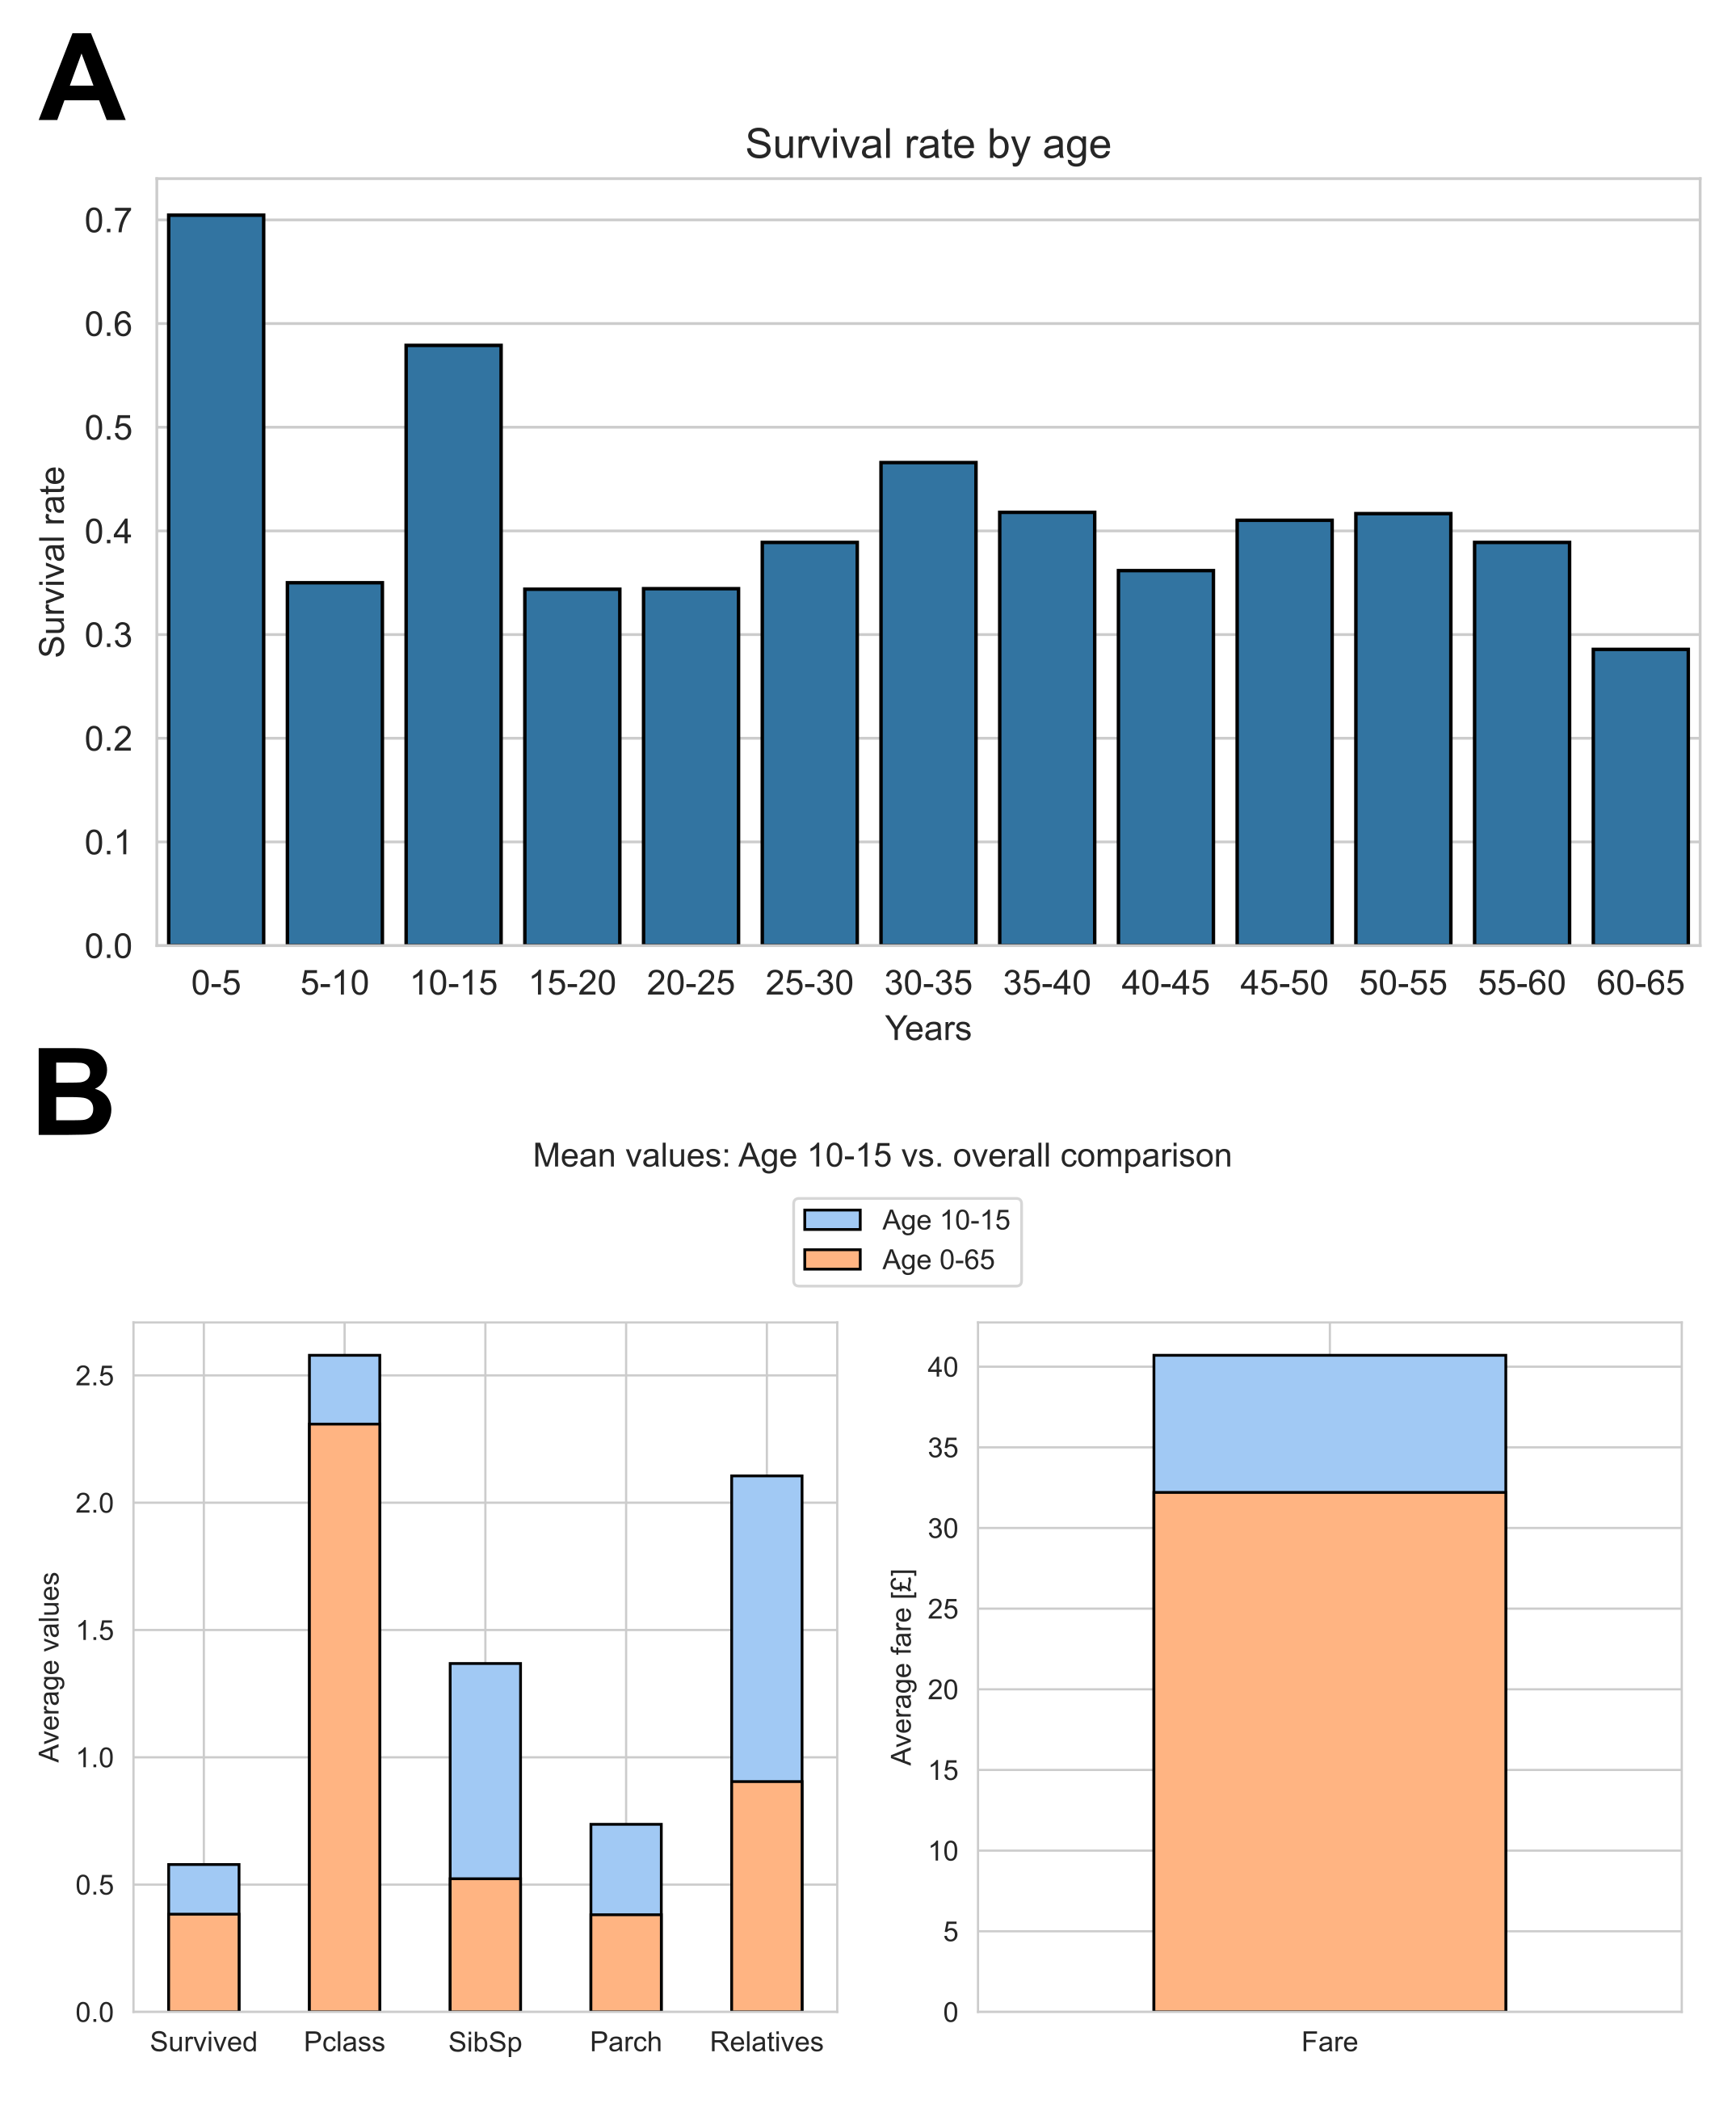 A
Survival rate by age
0.7
0.6
0.5
0.4
0.3
0.2
0.1
0.0
Survival rate
0-5 5-10 10-15 15-20 20-25 25-30 30-35 35-40 40-45 45-50 50-55 55-60 60-65
Years
B
Mean values: Age 10-15 vs. overall comparison
Age 10-15
Age 0-65
2.5
2.0
1.5
1.0
0.5
0.0
Average values
Survived Pclass SibSp Parch Relatives
40
35
30
25
20
15
10
5
0
Average fare [£]
Fare